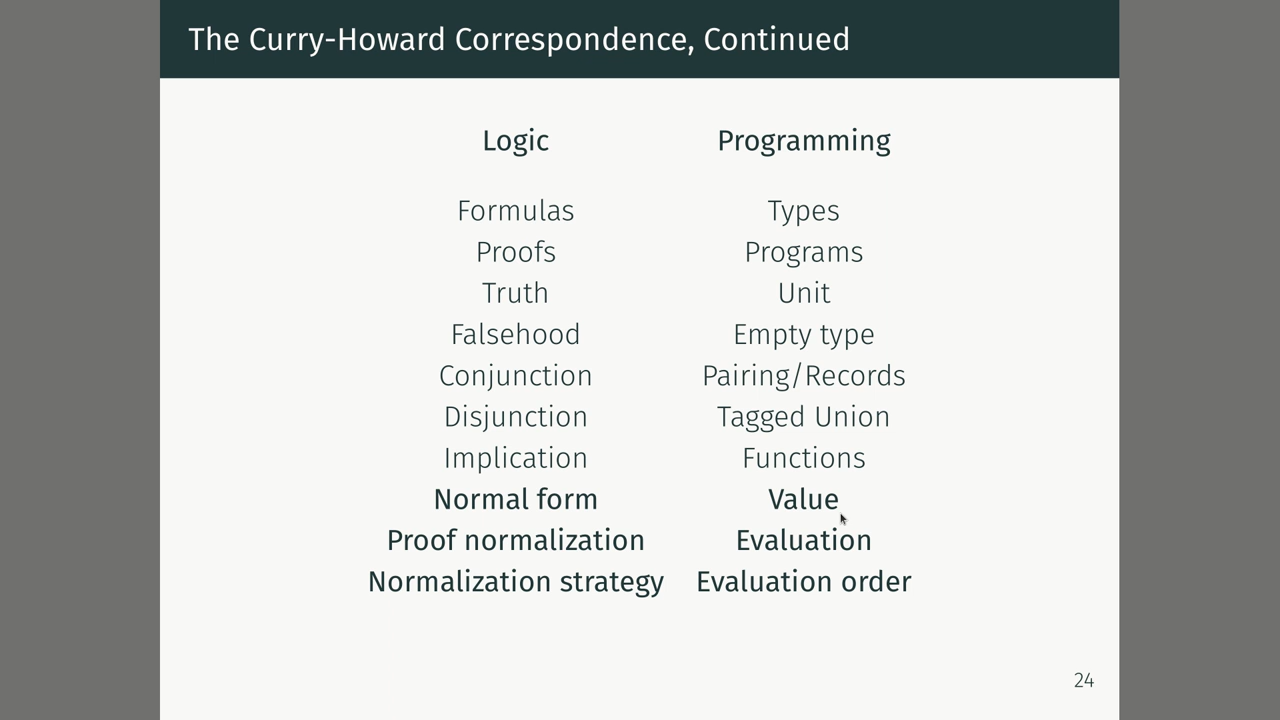 The Curry-Howard Correspondence, Continued
Logic Programming
Formulas Types
Proofs Programs
Truth Unit
Falsehood Empty type
Conjunction Pairing/Records
Disjunction Tagged Union
Implication Functions
Normal form Value
Proof normalization Evaluation
Normalization strategy Evaluation order
24